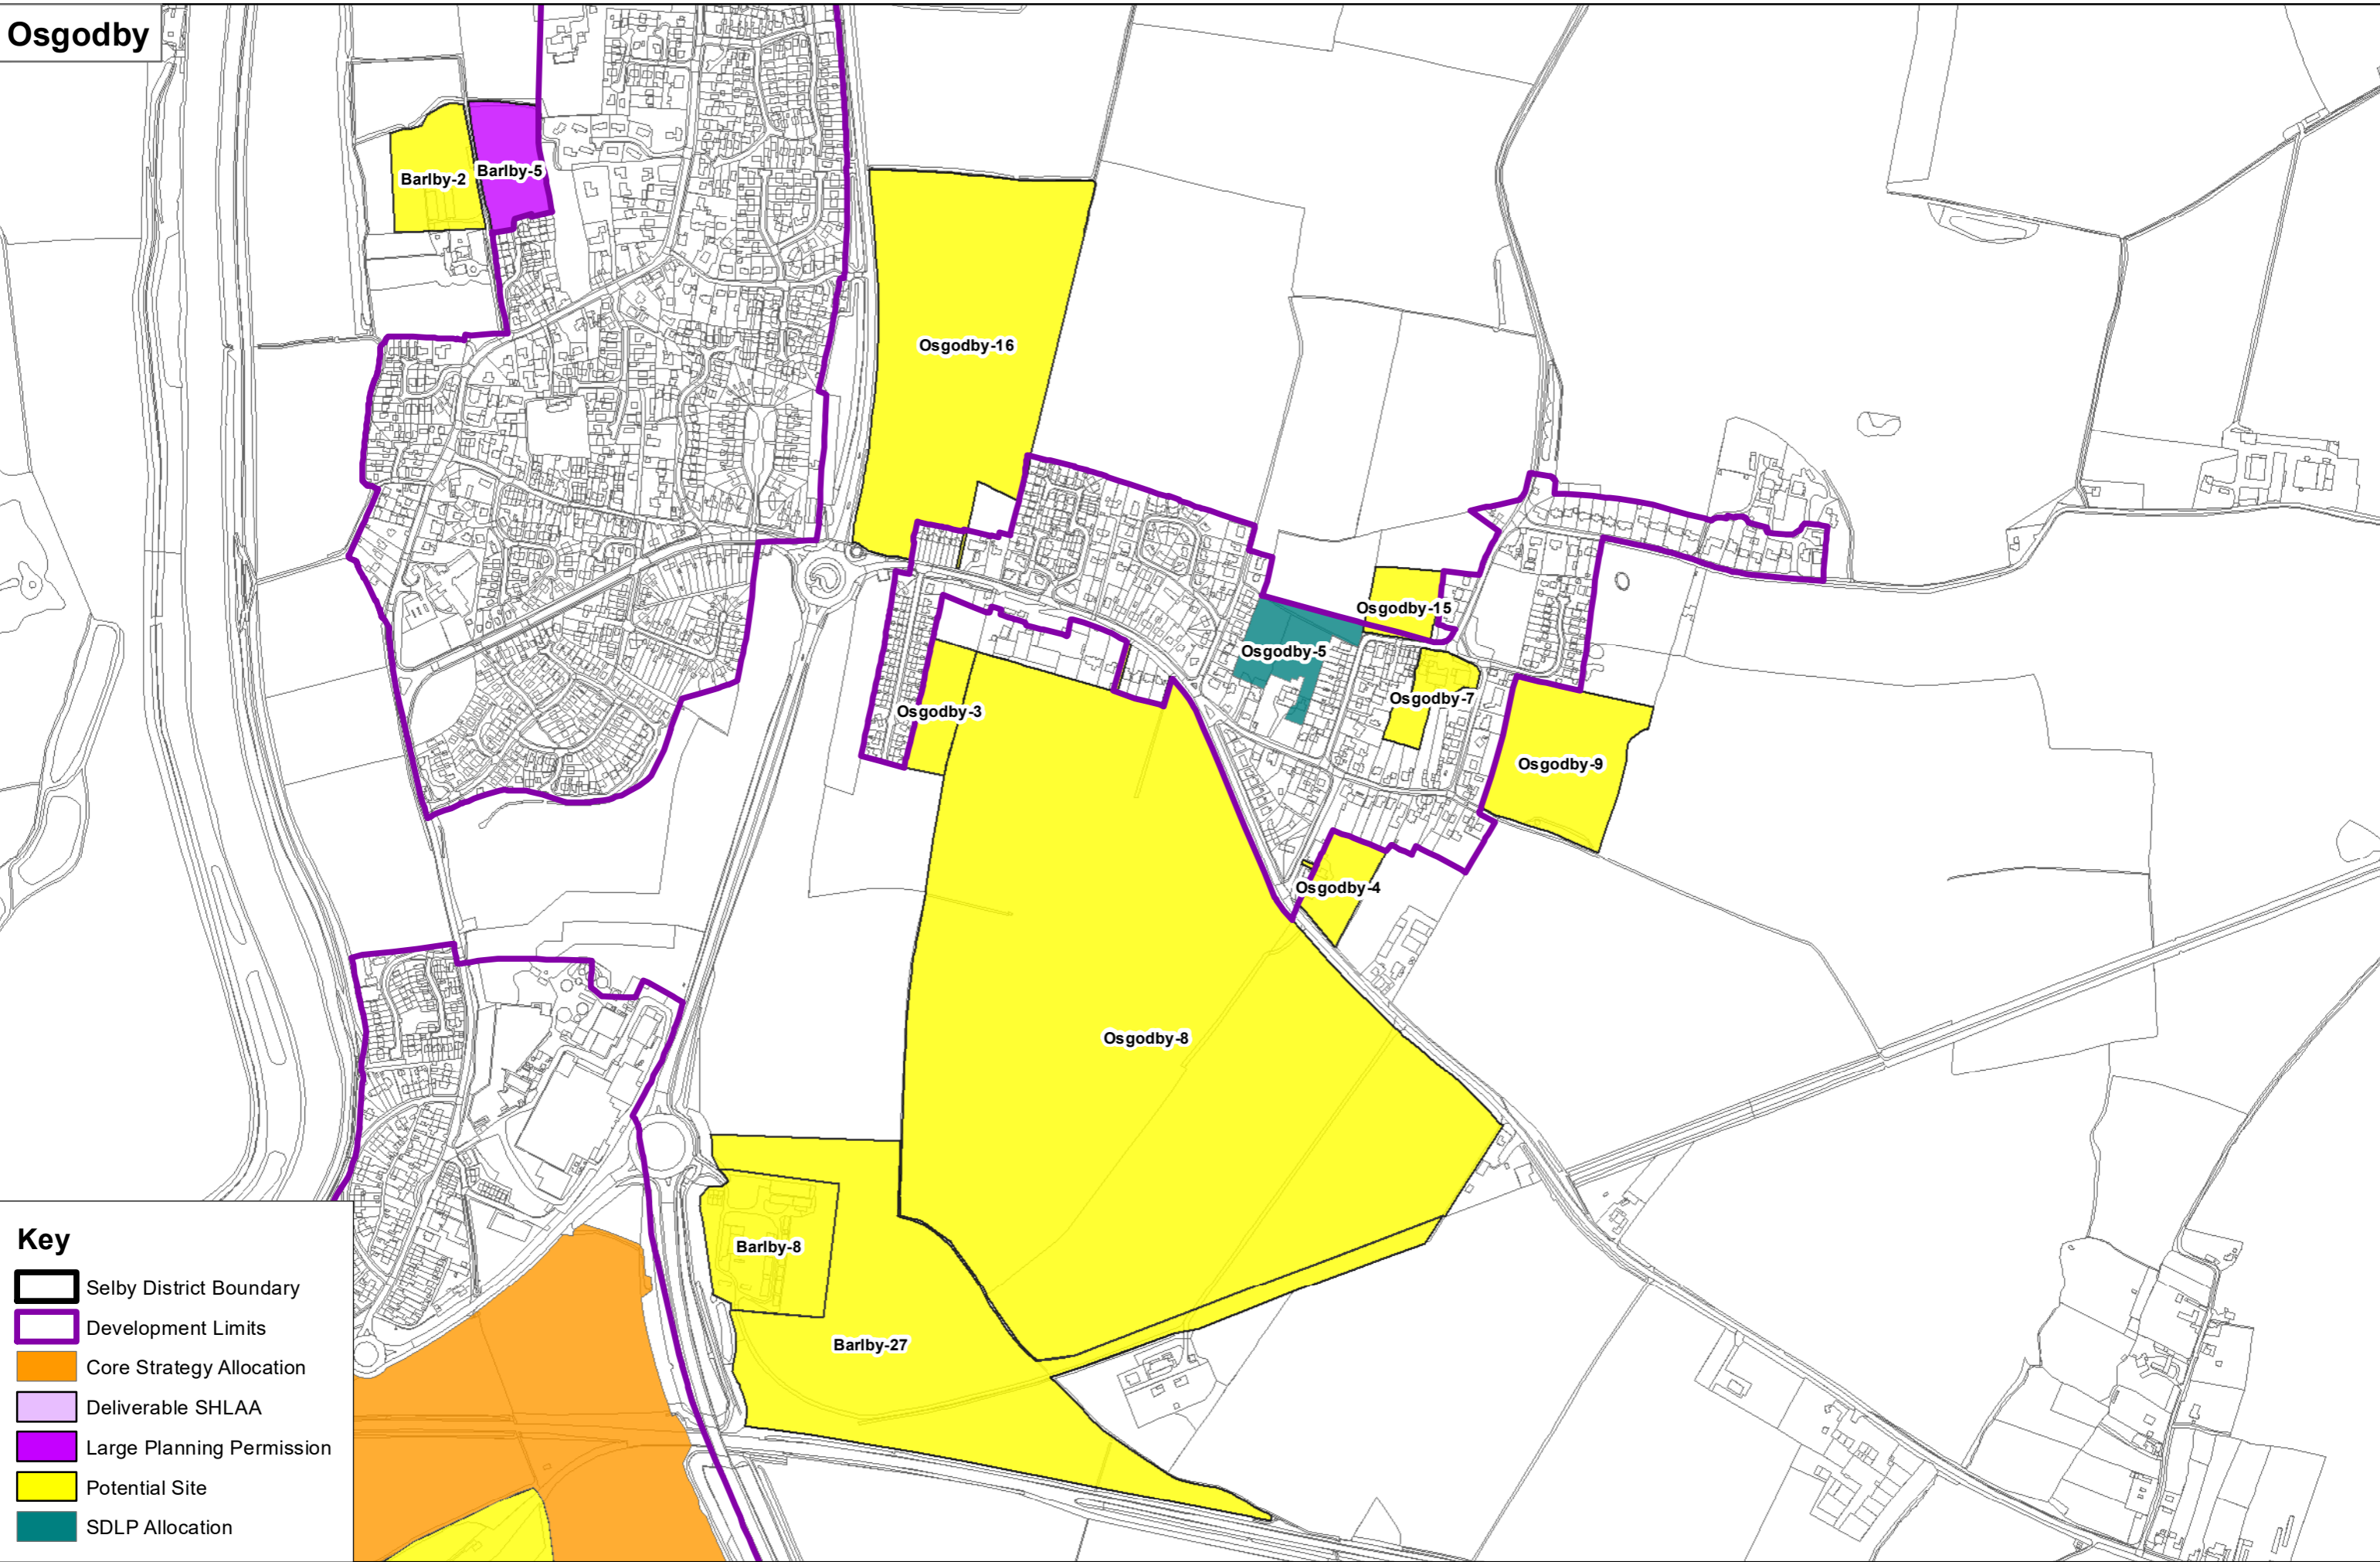 Osgodby
Barlby-2
Barlby-5
Osgodby-16
Osgodby-15
Osgodby-5
Osgodby-7
Osgodby-3
Osgodby-9
Osgodby-4
Osgodby-8
Barlby-8
Barlby-27
Key
Selby District Boundary
Development Limits
Core Strategy Allocation
Deliverable SHLAA
Large Planning Permission
Potential Site
SDLP Allocation